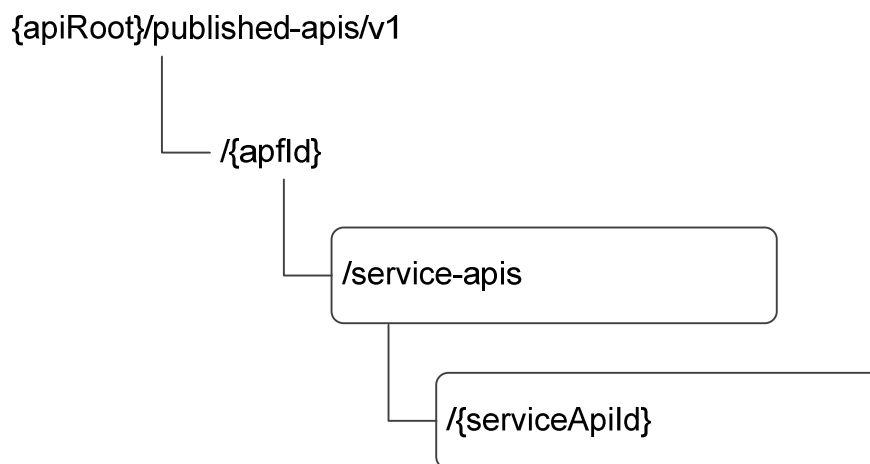 {apiRoot}/published-apis/v1
/{apfId}
/service-apis
/{serviceApiId}